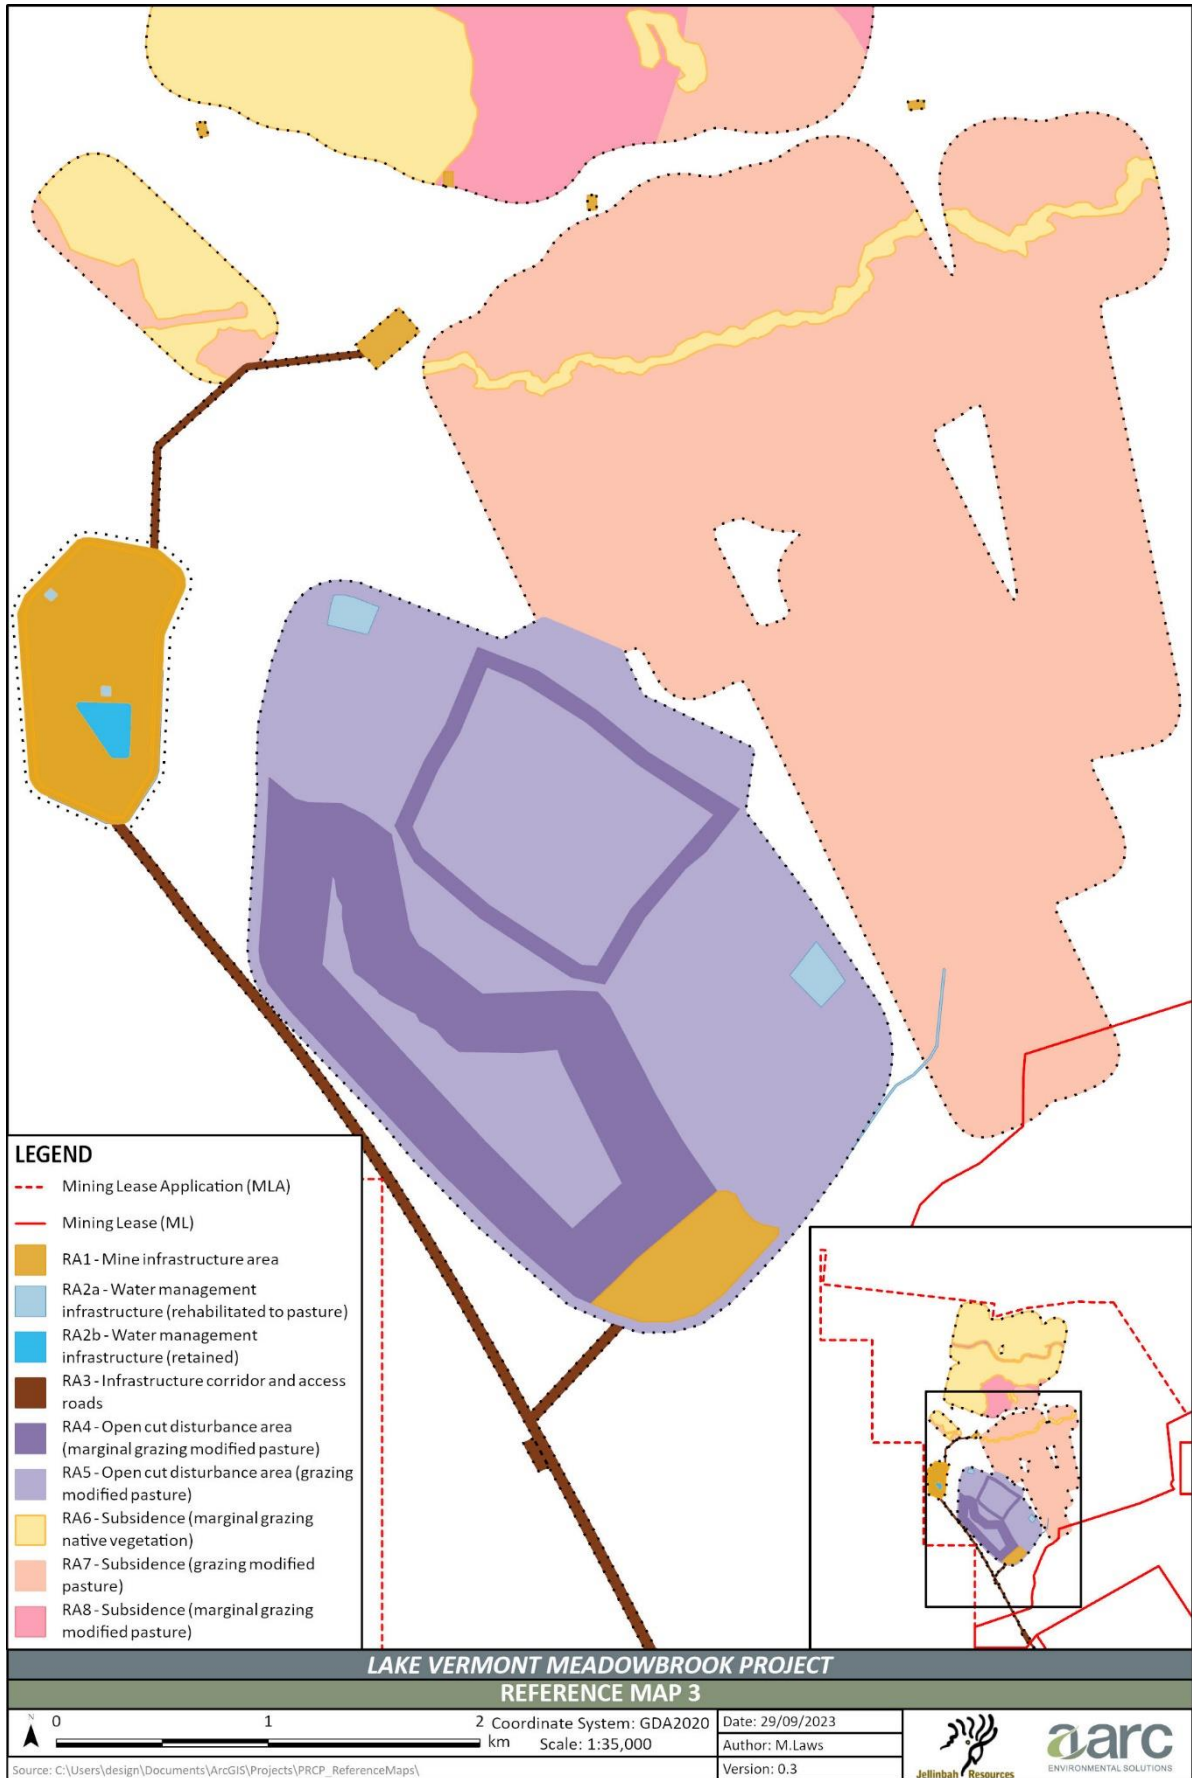 LEGEND
Mining Lease Application (MLA)
Mining Lease (ML)
RA1 - Mine infrastructure area
RA2a - Water management
infrastructure (rehabilitated to pasture)
RA2b - Water management
infrastructure (retained)
RA3 - Infrastructure corridor and access
roads
RA4 - Open cut disturbance area
(marginal grazing modified pasture)
RA5 - Open cut disturbance area (grazing
modified pasture)
RA6 - Subsidence (marginal grazing
native vegetation)
RA7 - Subsidence (grazing modified
pasture)
RA8 - Subsidence (marginal grazing
modified pasture)
LAKE VERMONT MEADOWBROOK PROJECT
REFERENCE MAP 3
N
0 1 2
km
Coordinate System: GDA2020
Scale: 1:35,000
Source: C:\Users\design\Documents\ArcGIS\Projects\PRCP_ReferenceMaps\
Date: 29/09/2023
Author: M.Laws
Version: 0.3
Jellinbah Resources
aarc
ENVIRONMENTAL SOLUTIONS